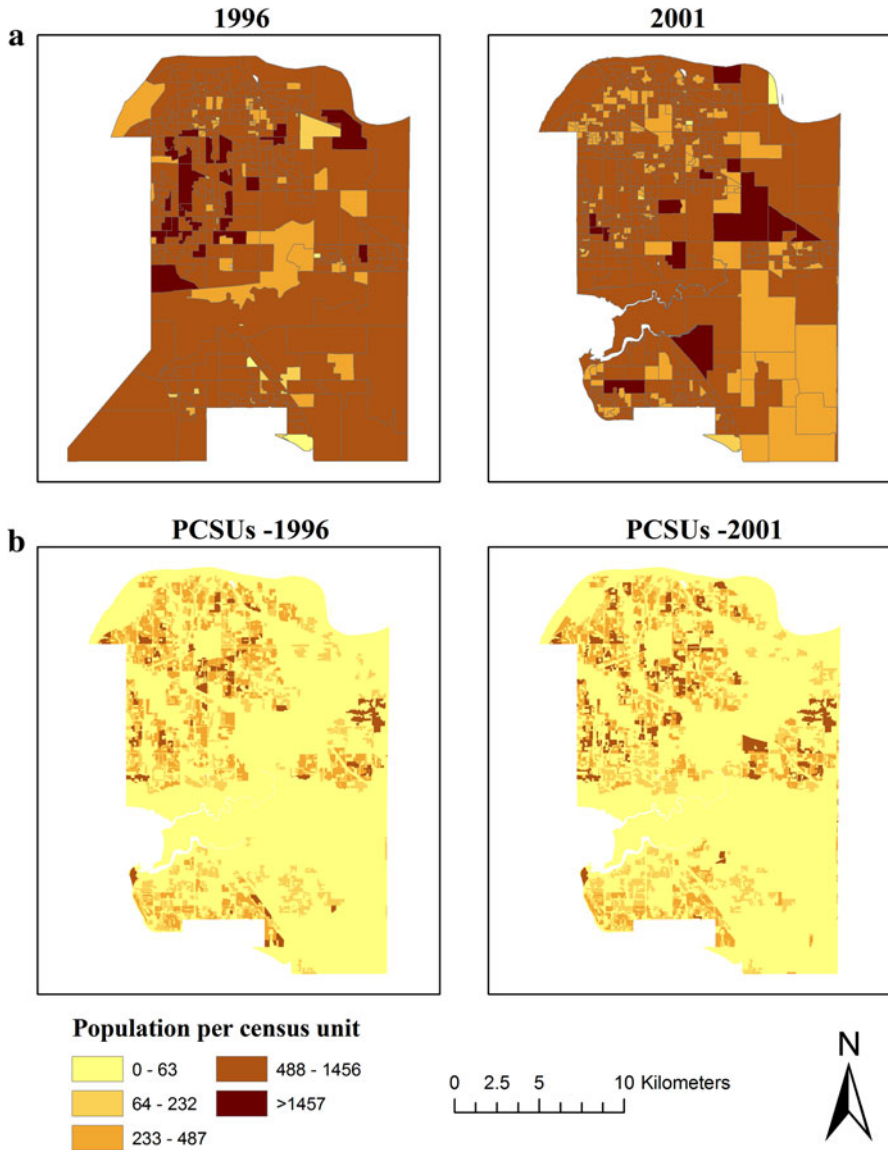 a
1996
2001
b
PCSUs -1996
PCSUs -2001
Population per census unit
0 - 63
64 - 232
233 - 487
488 - 1456
>1457
0 2.5 5 10 Kilometers
N